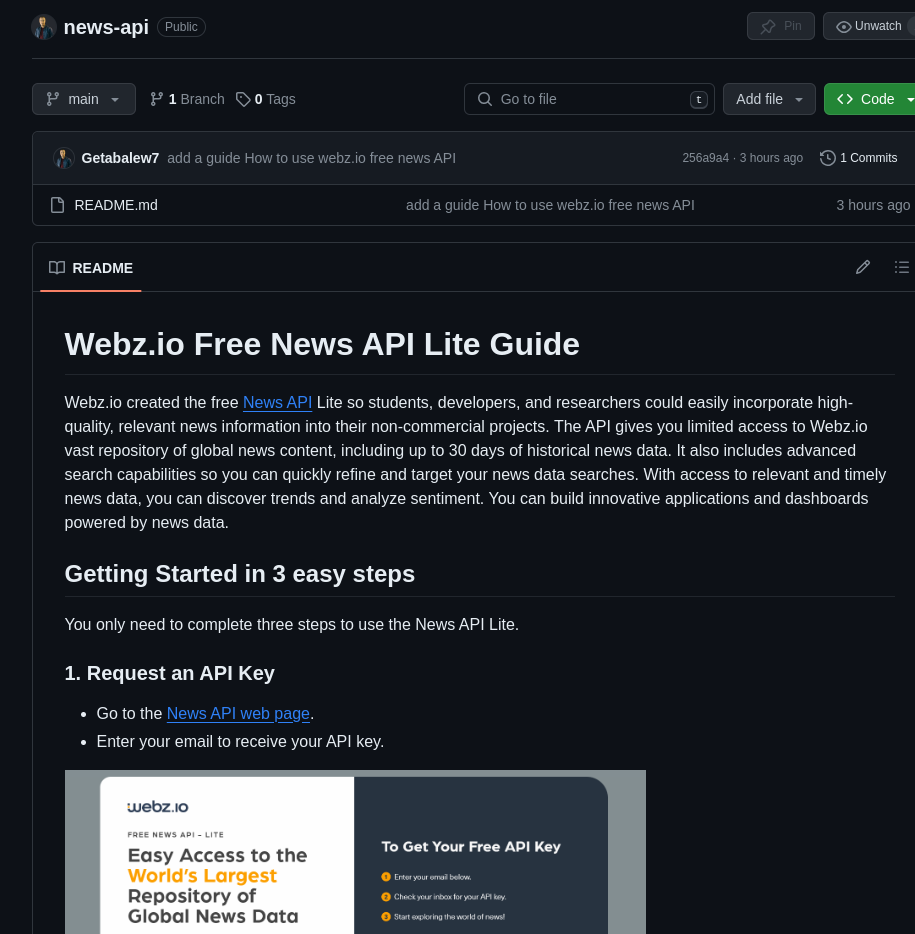 news-api Public Pin Unwatch
main 1 Branch 0 Tags Go to file t Add file Code
Getabalew7 add a guide How to use webz.io free news API 256a9a4 · 3 hours ago 1 Commits
README.md add a guide How to use webz.io free news API 3 hours ago
README
Webz.io Free News API Lite Guide
Webz.io created the free News API Lite so students, developers, and researchers could easily incorporate high-
quality, relevant news information into their non-commercial projects. The API gives you limited access to Webz.io
vast repository of global news content, including up to 30 days of historical news data. It also includes advanced
search capabilities so you can quickly refine and target your news data searches. With access to relevant and timely
news data, you can discover trends and analyze sentiment. You can build innovative applications and dashboards
powered by news data.
Getting Started in 3 easy steps
You only need to complete three steps to use the News API Lite.
1. Request an API Key
• Go to the News API web page.
• Enter your email to receive your API key.
webz.io
FREE NEWS API – LITE
Easy Access to the
World's Largest
Repository of
Global News Data
To Get Your Free API Key
1 Enter your email below.
2 Check your inbox for your API key.
3 Start exploring the world of news!